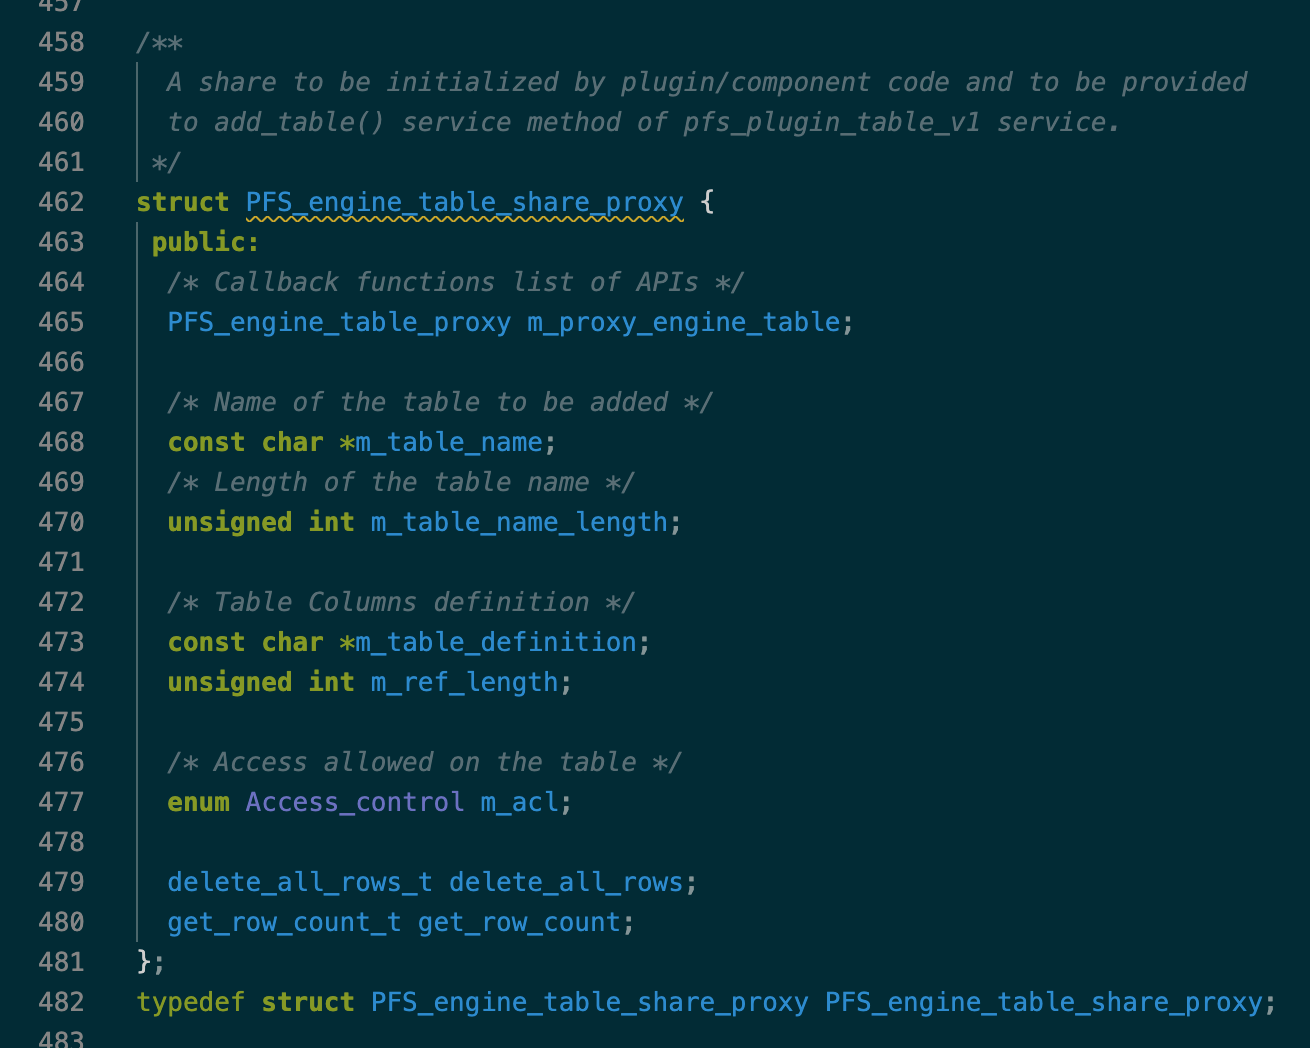 457
458 /**
459 A share to be initialized by plugin/component code and to be provided
460 to add_table() service method of pfs_plugin_table_v1 service.
461 */
462 struct PFS_engine_table_share_proxy {
463 public:
464 /* Callback functions list of APIs */
465 PFS_engine_table_proxy m_proxy_engine_table;
466
467 /* Name of the table to be added */
468 const char *m_table_name;
469 /* Length of the table name */
470 unsigned int m_table_name_length;
471
472 /* Table Columns definition */
473 const char *m_table_definition;
474 unsigned int m_ref_length;
475
476 /* Access allowed on the table */
477 enum Access_control m_acl;
478
479 delete_all_rows_t delete_all_rows;
480 get_row_count_t get_row_count;
481 };
482 typedef struct PFS_engine_table_share_proxy PFS_engine_table_share_proxy;
483